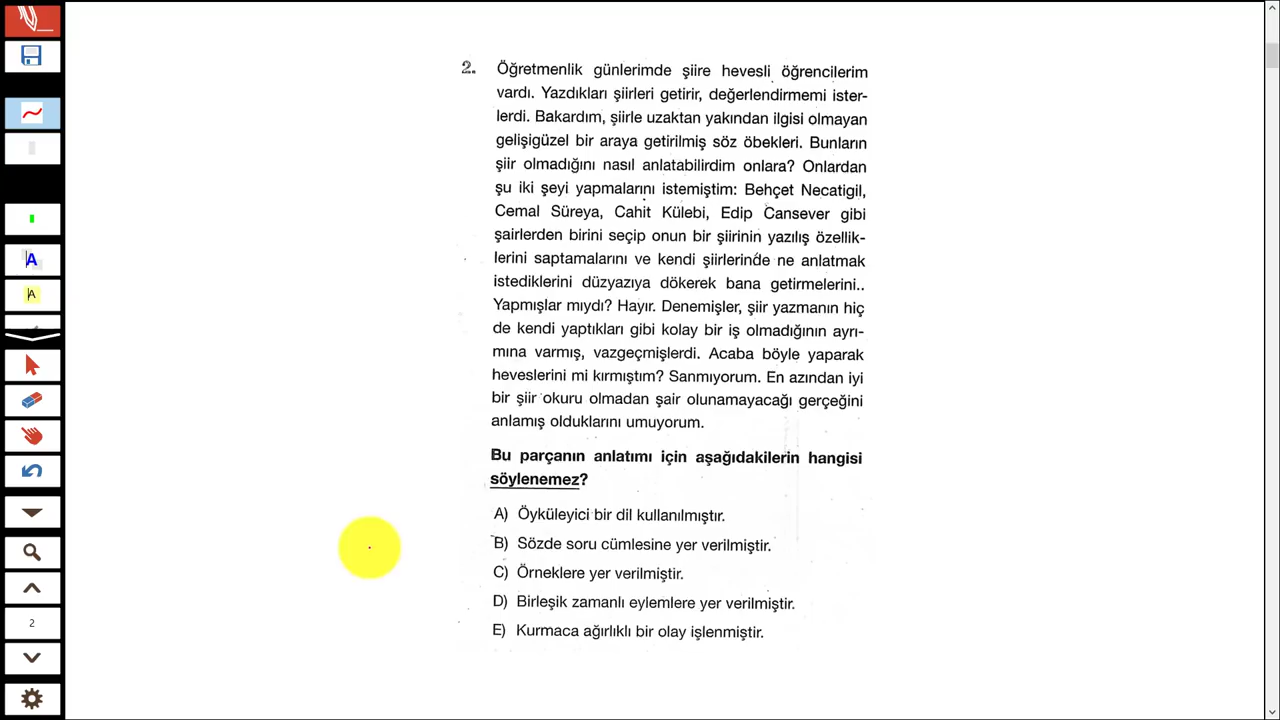 2. Öğretmenlik günlerimde şiire hevesli öğrencilerim
vardı. Yazdıkları şiirleri getirir, değerlendirmemi ister-
lerdi. Bakardım, şiirle uzaktan yakından ilgisi olmayan
gelişigüzel bir araya getirilmiş söz öbekleri. Bunların
şiir olmadığını nasıl anlatabilirdim onlara? Onlardan
şu iki şeyi yapmalarını istemiştim: Behçet Necatigil,
Cemal Süreya, Cahit Külebi, Edip Cansever gibi
şairlerden birini seçip onun bir şiirinin yazılış özellik-
lerini saptamalarını ve kendi şiirlerinde ne anlatmak
istediklerini düzyazıya dökerek bana getirmelerini..
Yapmışlar mıydı? Hayır. Denemişler, şiir yazmanın hiç
de kendi yaptıkları gibi kolay bir iş olmadığının ayrı-
mına varmış, vazgeçmişlerdi. Acaba böyle yaparak
heveslerini mi kırmıştım? Sanmıyorum. En azından iyi
bir şiir okuru olmadan şair olunamayacağı gerçeğini
anlamış olduklarını umuyorum.
Bu parçanın anlatımı için aşağıdakilerin hangisi
söylenemez?
A) Öyküleyici bir dil kullanılmıştır.
B) Sözde soru cümlesine yer verilmiştir.
C) Örneklere yer verilmiştir.
D) Birleşik zamanlı eylemlere yer verilmiştir.
E) Kurmaca ağırlıklı bir olay işlenmiştir.
A
A
2